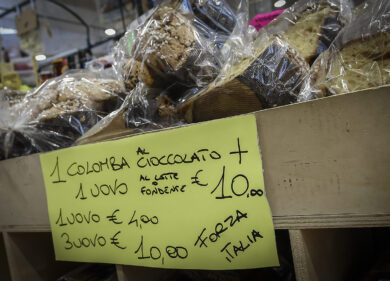 1 COLOMBA AL CIOCCOLATO +
1 UOVO AL LATTE O FONDENTE € 10,00
1 UOVO € 4,00
3 UOVO € 10,00
FORZA ITALIA